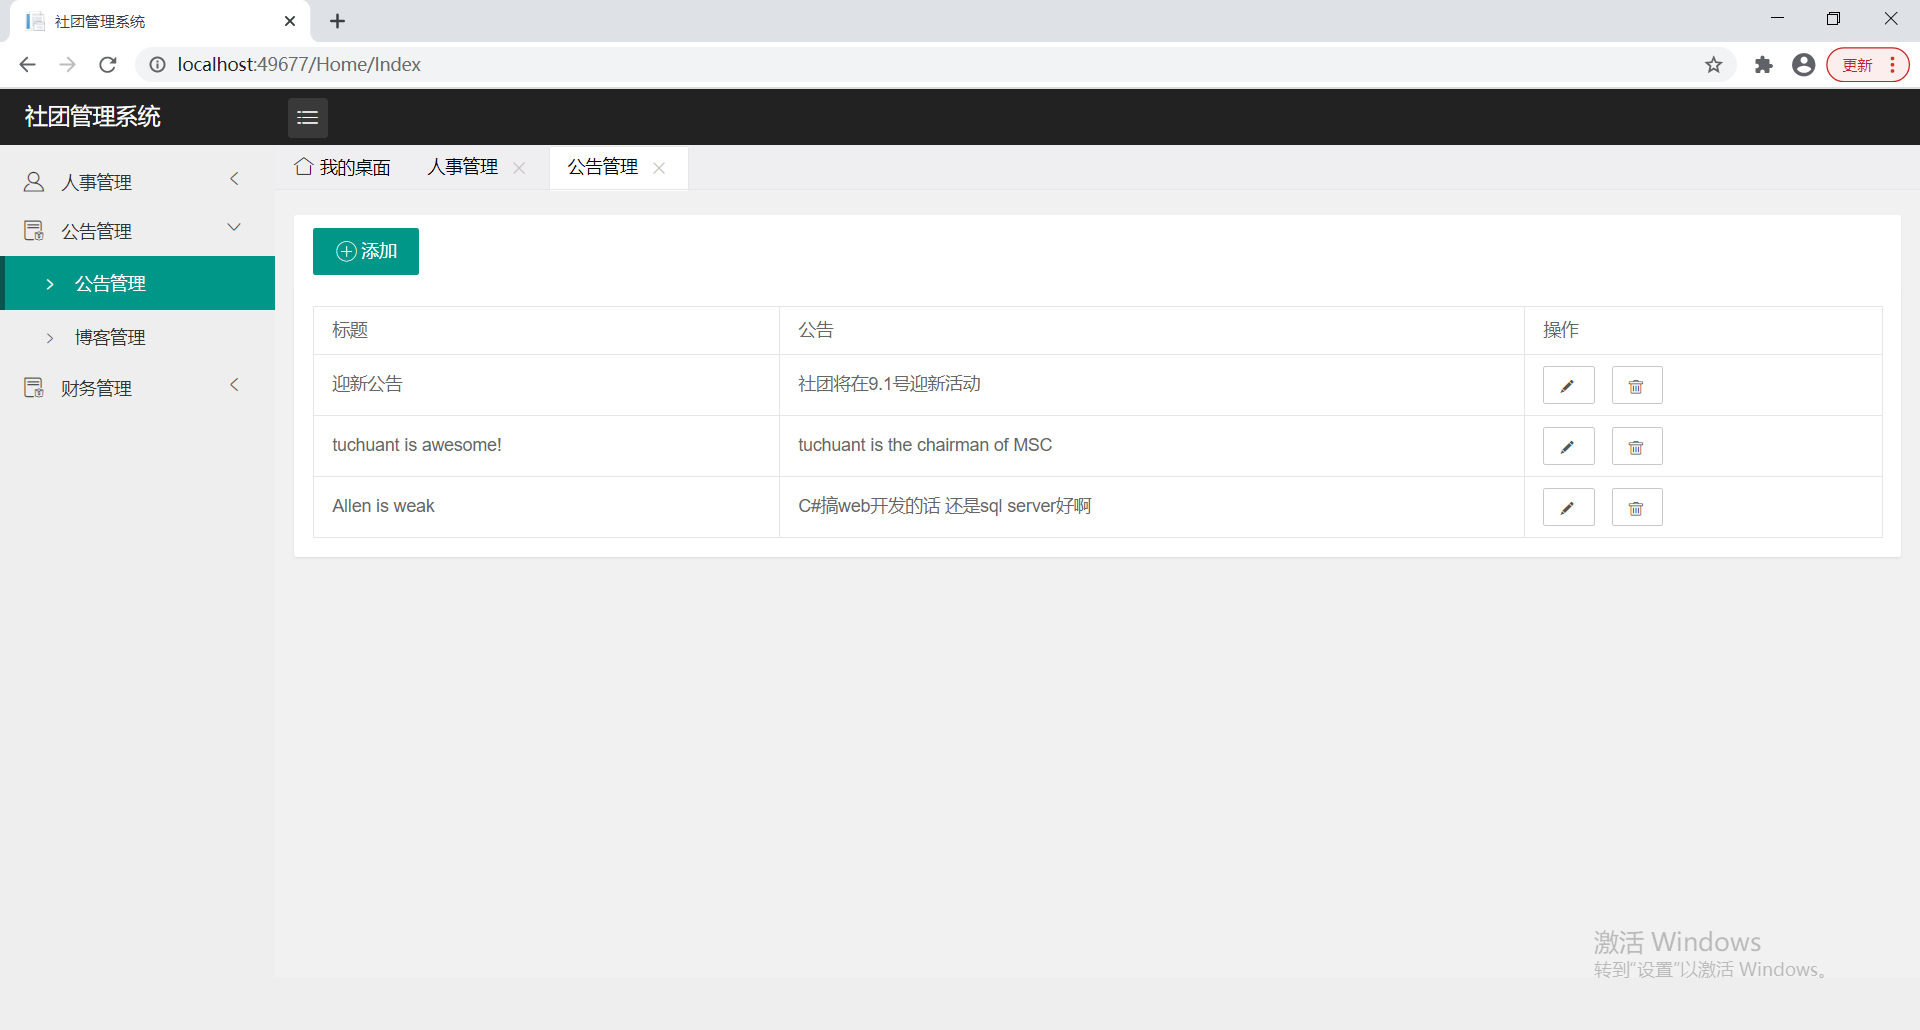 社团管理系统
localhost:49677/Home/Index
更新
社团管理系统
人事管理
公告管理
公告管理
博客管理
财务管理
我的桌面 人事管理 公告管理
添加
标题 公告 操作
迎新公告 社团将在9.1号迎新活动
tuchuant is awesome! tuchuant is the chairman of MSC
Allen is weak C#搞web开发的话 还是sql server好啊
激活 Windows
转到“设置”以激活 Windows。